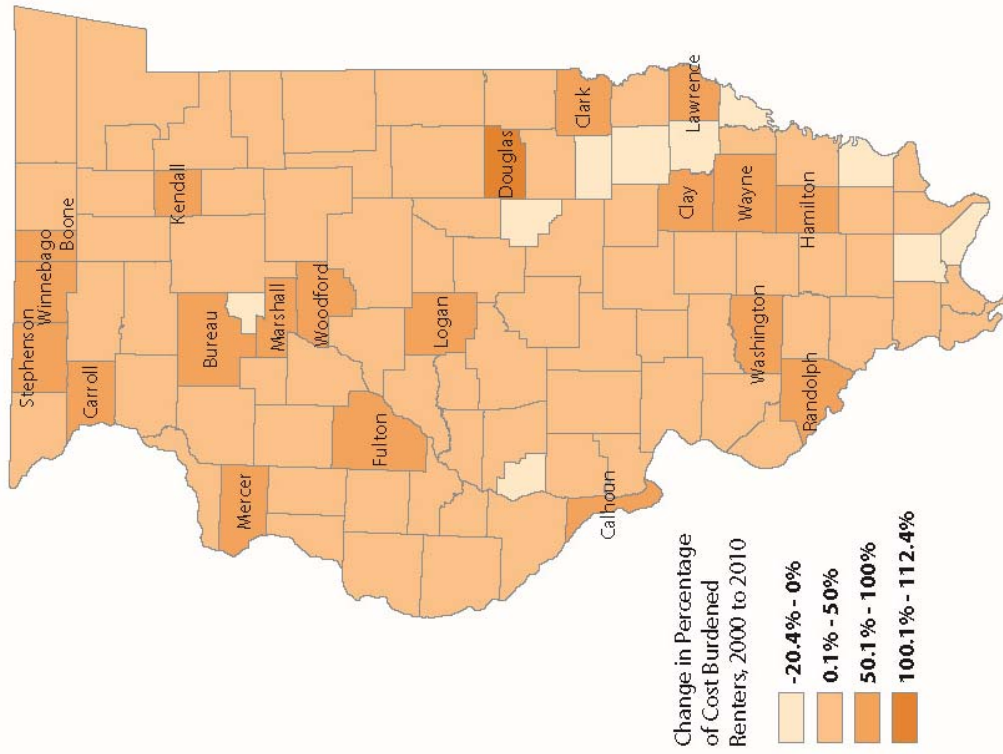 Stephenson
Winnebago
Boone
Carroll
Kendall
Bureau
Mercer
Marshall
Woodford
Fulton
Logan
Douglas
Clark
Calhoun
Lawrence
Clay
Wayne
Washington
Hamilton
Randolph
Change in Percentage
of Cost Burdened
Renters, 2000 to 2010
-20.4% - 0%
0.1% - 50%
50.1% - 100%
100.1% - 112.4%